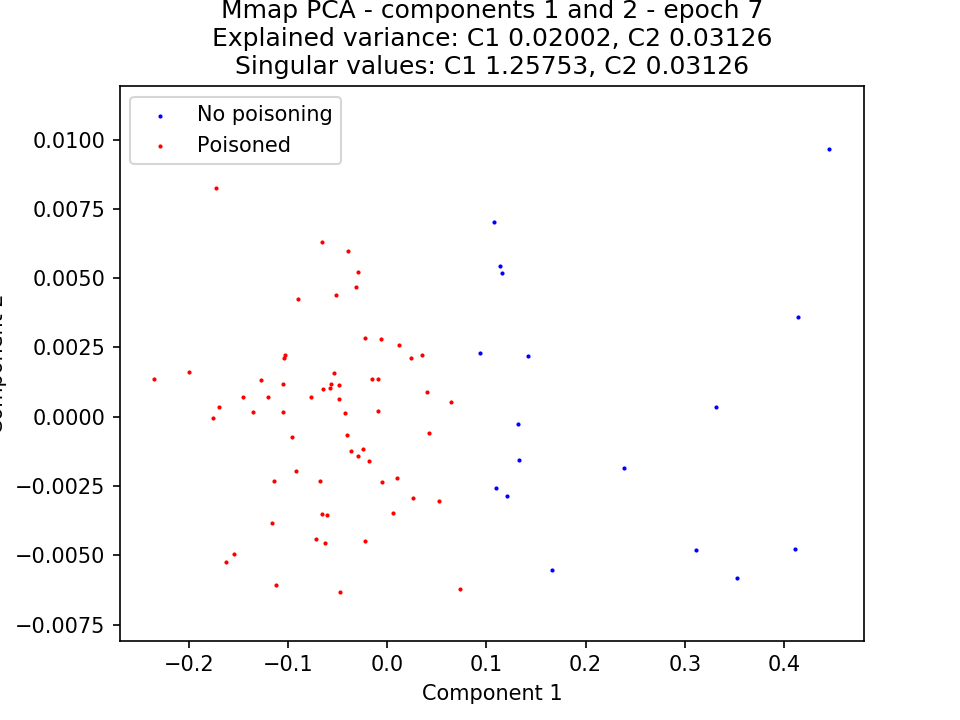 Mmap PCA - components 1 and 2 - epoch 7
Explained variance: C1 0.02002, C2 0.03126
Singular values: C1 1.25753, C2 0.03126
No poisoning
Poisoned
0.0100
0.0075
0.0050
0.0025
0.0000
−0.0025
−0.0050
−0.0075
−0.2
−0.1
0.0
0.1
0.2
0.3
0.4
Component 1